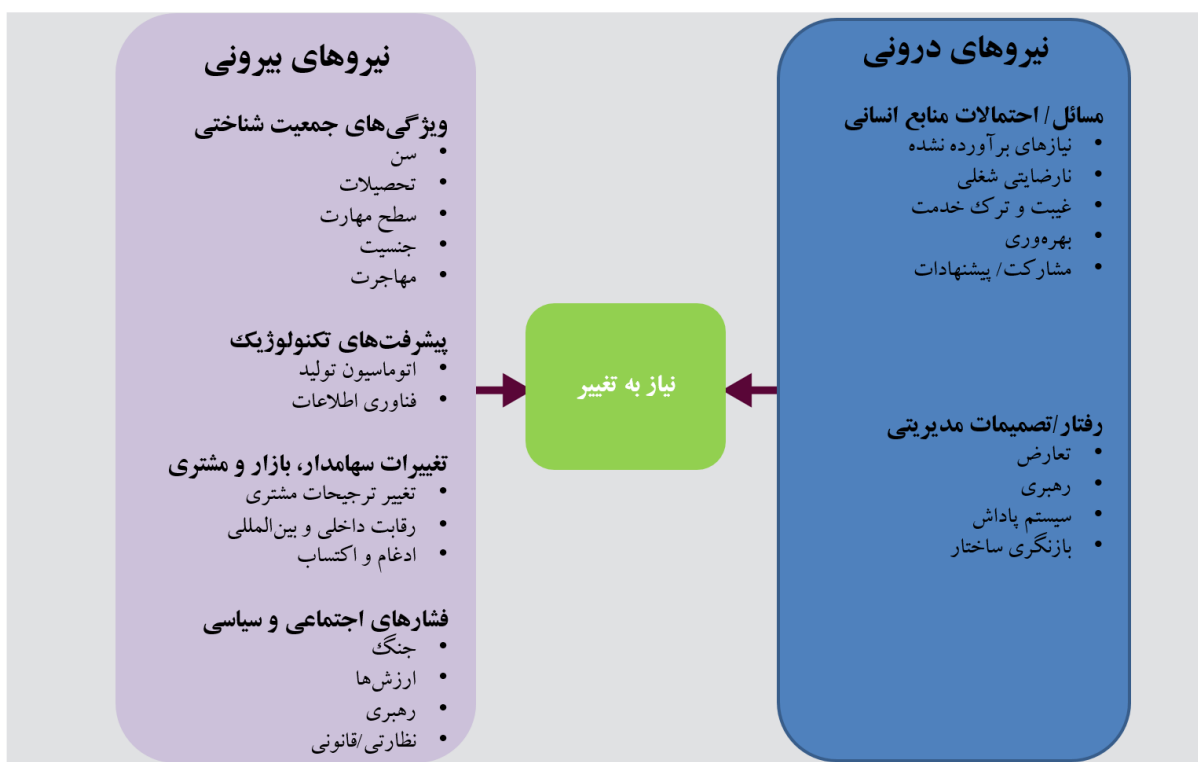 نیروهای درونی
مسائل/ احتمالات منابع انسانی
• نیازهای برآورده نشده
• نارضایتی شغلی
• غیبت و ترک خدمت
• بهره‌وری
• مشارکت/ پیشنهادات
رفتار/تصمیمات مدیریتی
• تعارض
• رهبری
• سیستم پاداش
• بازنگری ساختار
نیاز به تغییر
نیروهای بیرونی
ویژگی‌های جمعیت شناختی
• سن
• تحصیلات
• سطح مهارت
• جنسیت
• مهاجرت
پیشرفت‌های تکنولوژیک
• اتوماسیون تولید
• فناوری اطلاعات
تغییرات سهامدار، بازار و مشتری
• تغییر ترجیحات مشتری
• رقابت داخلی و بین‌المللی
• ادغام و اکتساب
فشارهای اجتماعی و سیاسی
• جنگ
• ارزش‌ها
• رهبری
• نظارتی/قانونی